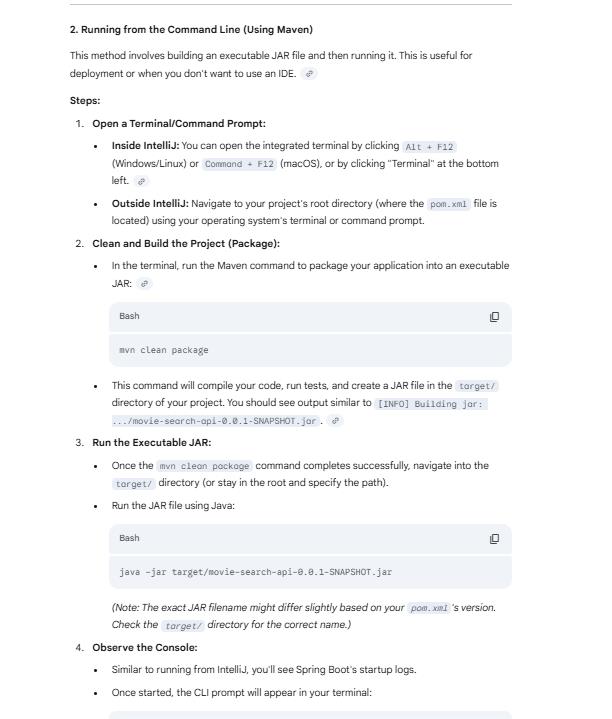 2. Running from the Command Line (Using Maven)
This method involves building an executable JAR file and then running it. This is useful for
deployment or when you don't want to use an IDE.
Steps:
1. Open a Terminal/Command Prompt:
• Inside IntelliJ: You can open the integrated terminal by clicking Alt + F12
(Windows/Linux) or Command + F12 (macOS), or by clicking "Terminal" at the bottom
left.
• Outside IntelliJ: Navigate to your project's root directory (where the pom.xml file is
located) using your operating system's terminal or command prompt.
2. Clean and Build the Project (Package):
• In the terminal, run the Maven command to package your application into an executable
JAR:
Bash
mvn clean package
• This command will compile your code, run tests, and create a JAR file in the target/
directory of your project. You should see output similar to [INFO] Building jar:
.../movie-search-api-0.0.1-SNAPSHOT.jar.
3. Run the Executable JAR:
• Once the mvn clean package command completes successfully, navigate into the
target/ directory (or stay in the root and specify the path).
• Run the JAR file using Java:
Bash
java -jar target/movie-search-api-0.0.1-SNAPSHOT.jar
(Note: The exact JAR filename might differ slightly based on your pom.xml 's version.
Check the target/ directory for the correct name.)
4. Observe the Console:
• Similar to running from IntelliJ, you'll see Spring Boot's startup logs.
• Once started, the CLI prompt will appear in your terminal: